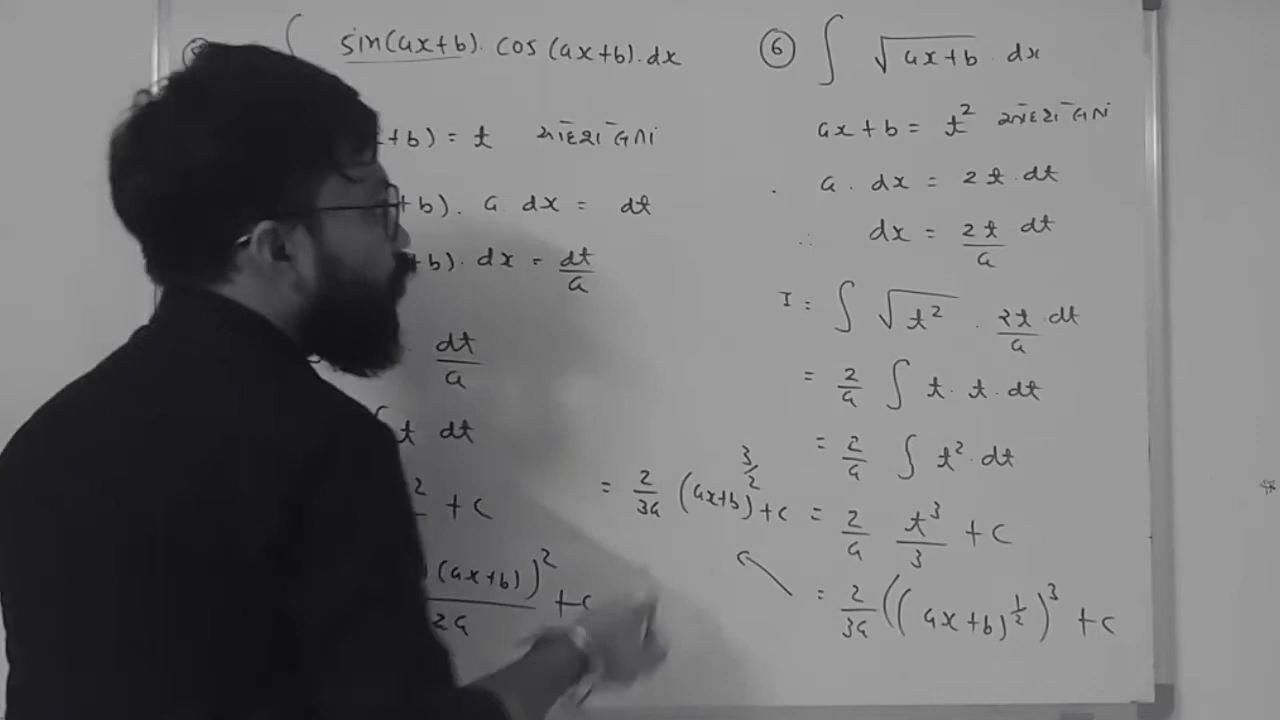 ∫ sin(ax+b). cos(ax+b).dx
+b) = t
+b). a dx = dt
+b). dx = dt/a
dt/a
t dt
2 + c
(ax+b))² / 2a + c
⑥ ∫ √(ax+b) . dx
ax+b = t²
a . dx = 2t.dt
∴ dx = 2t/a dt
I = ∫ √t² . 2t/a .dt
= 2/a ∫ t. t. dt
= 2/a ∫ t². dt
= 2/a t³/3 + c
= 2/3a ((ax+b)^1/2)³ + c
= 2/3a (ax+b)^3/2 + c